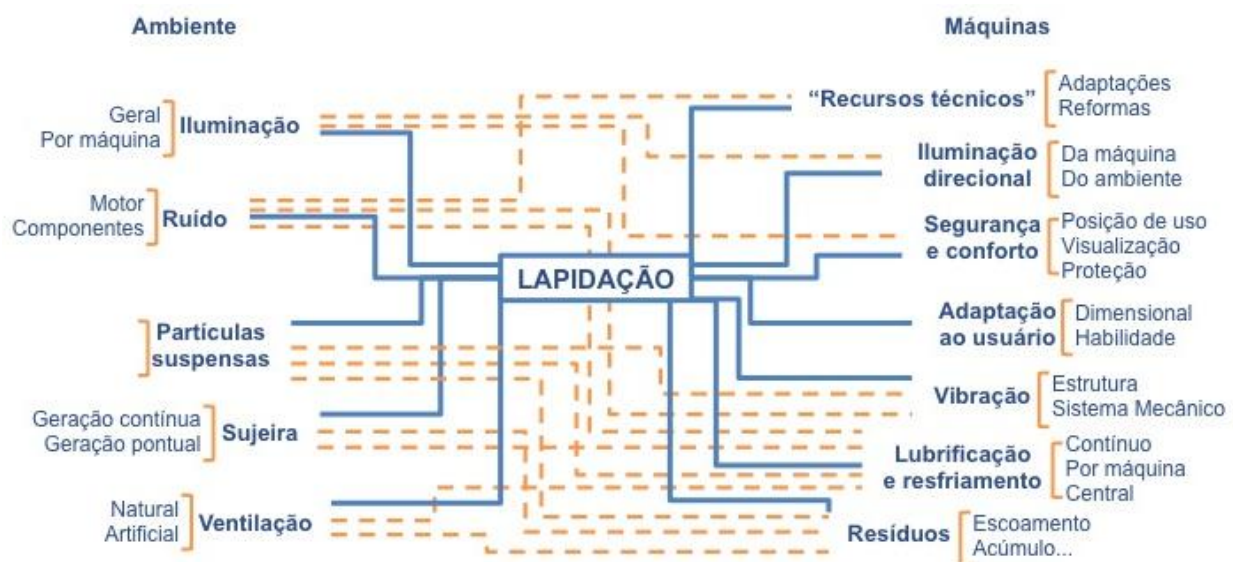 Ambiente
Geral
Por máquina
Iluminação
Motor
Componentes
Ruído
Partículas
suspensas
Geração contínua
Geração pontual
Sujeira
Natural
Artificial
Ventilação
LAPIDAÇÃO
Máquinas
“Recursos técnicos”
Adaptações
Reformas
Iluminação
direcional
Da máquina
Do ambiente
Segurança
e conforto
Posição de uso
Visualização
Proteção
Adaptação
ao usuário
Dimensional
Habilidade
Vibração
Estrutura
Sistema Mecânico
Lubrificação
e resfriamento
Contínuo
Por máquina
Central
Resíduos
Escoamento
Acúmulo...